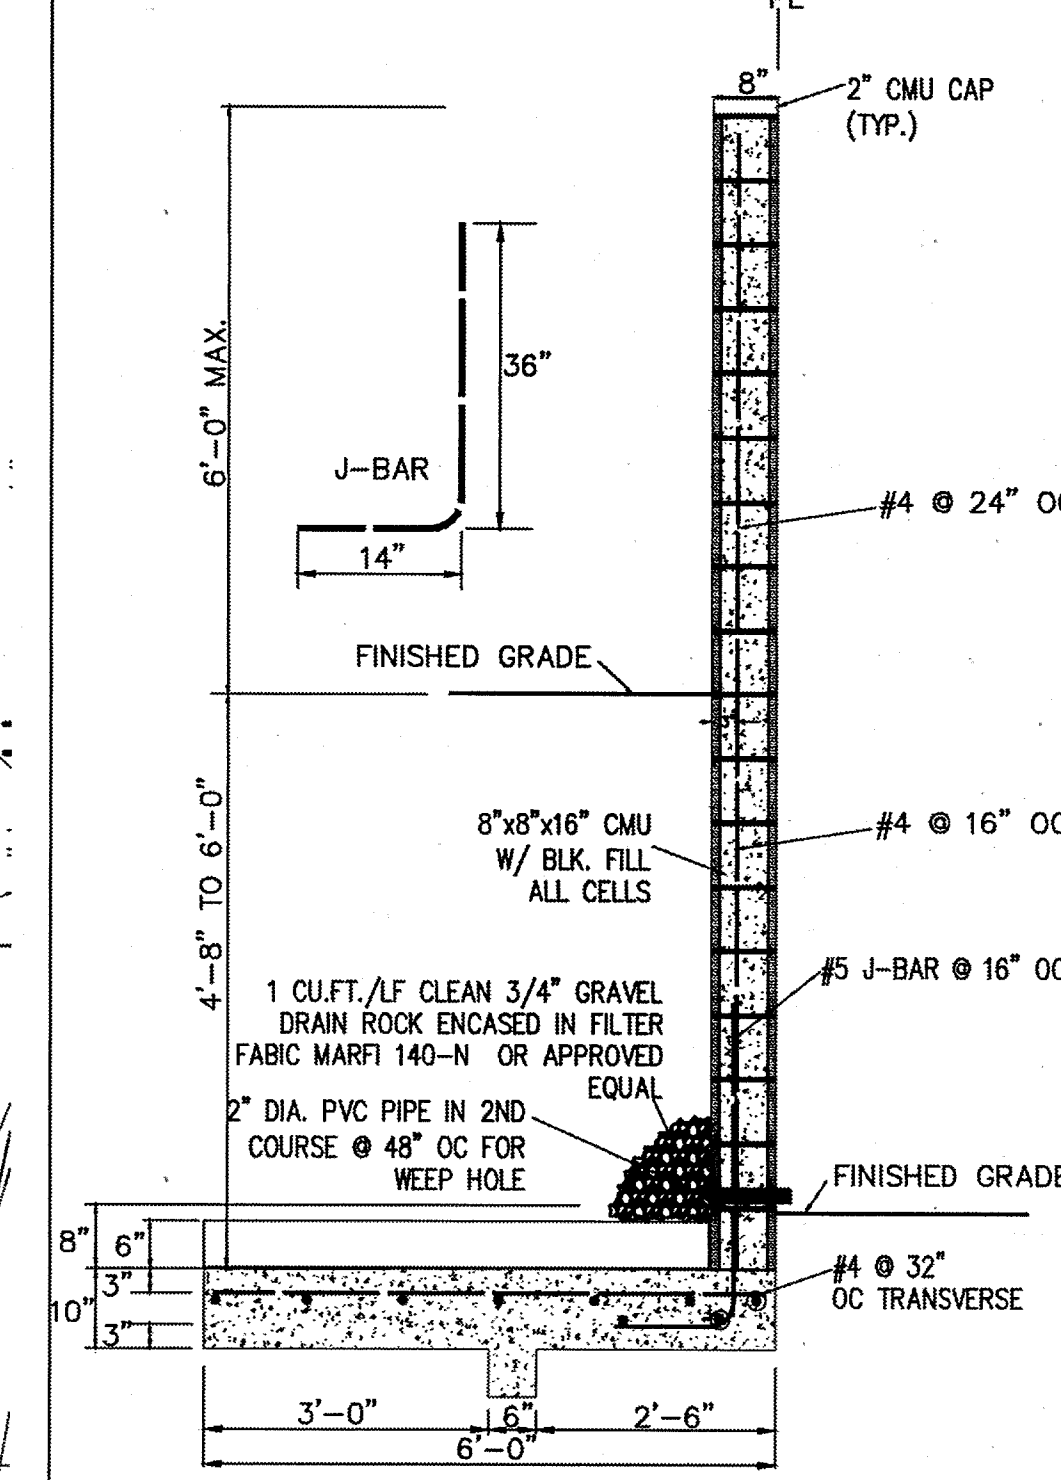 8"
2" CMU CAP
(TYP.)
6'-0" MAX.
36"
J-BAR
14"
#4 @ 24"
FINISHED GRADE
3"
4'-8" TO 6'-0"
8"x8"x16" CMU
W/ BLK. FILL
ALL CELLS
#4 @ 16"
#5 J-BAR @ 16"
1 CU.FT./LF CLEAN 3/4" GRAVEL
DRAIN ROCK ENCASED IN FILTER
FABIC MARFI 140-N OR APPROVED
EQUAL
2" DIA. PVC PIPE IN 2ND
COURSE @ 48" OC FOR
WEEP HOLE
FINISHED GRADE
8"
6"
3"
10"
3"
#4 @ 32"
OC TRANSVERSE
3'-0"
6"
2'-6"
6'-0"